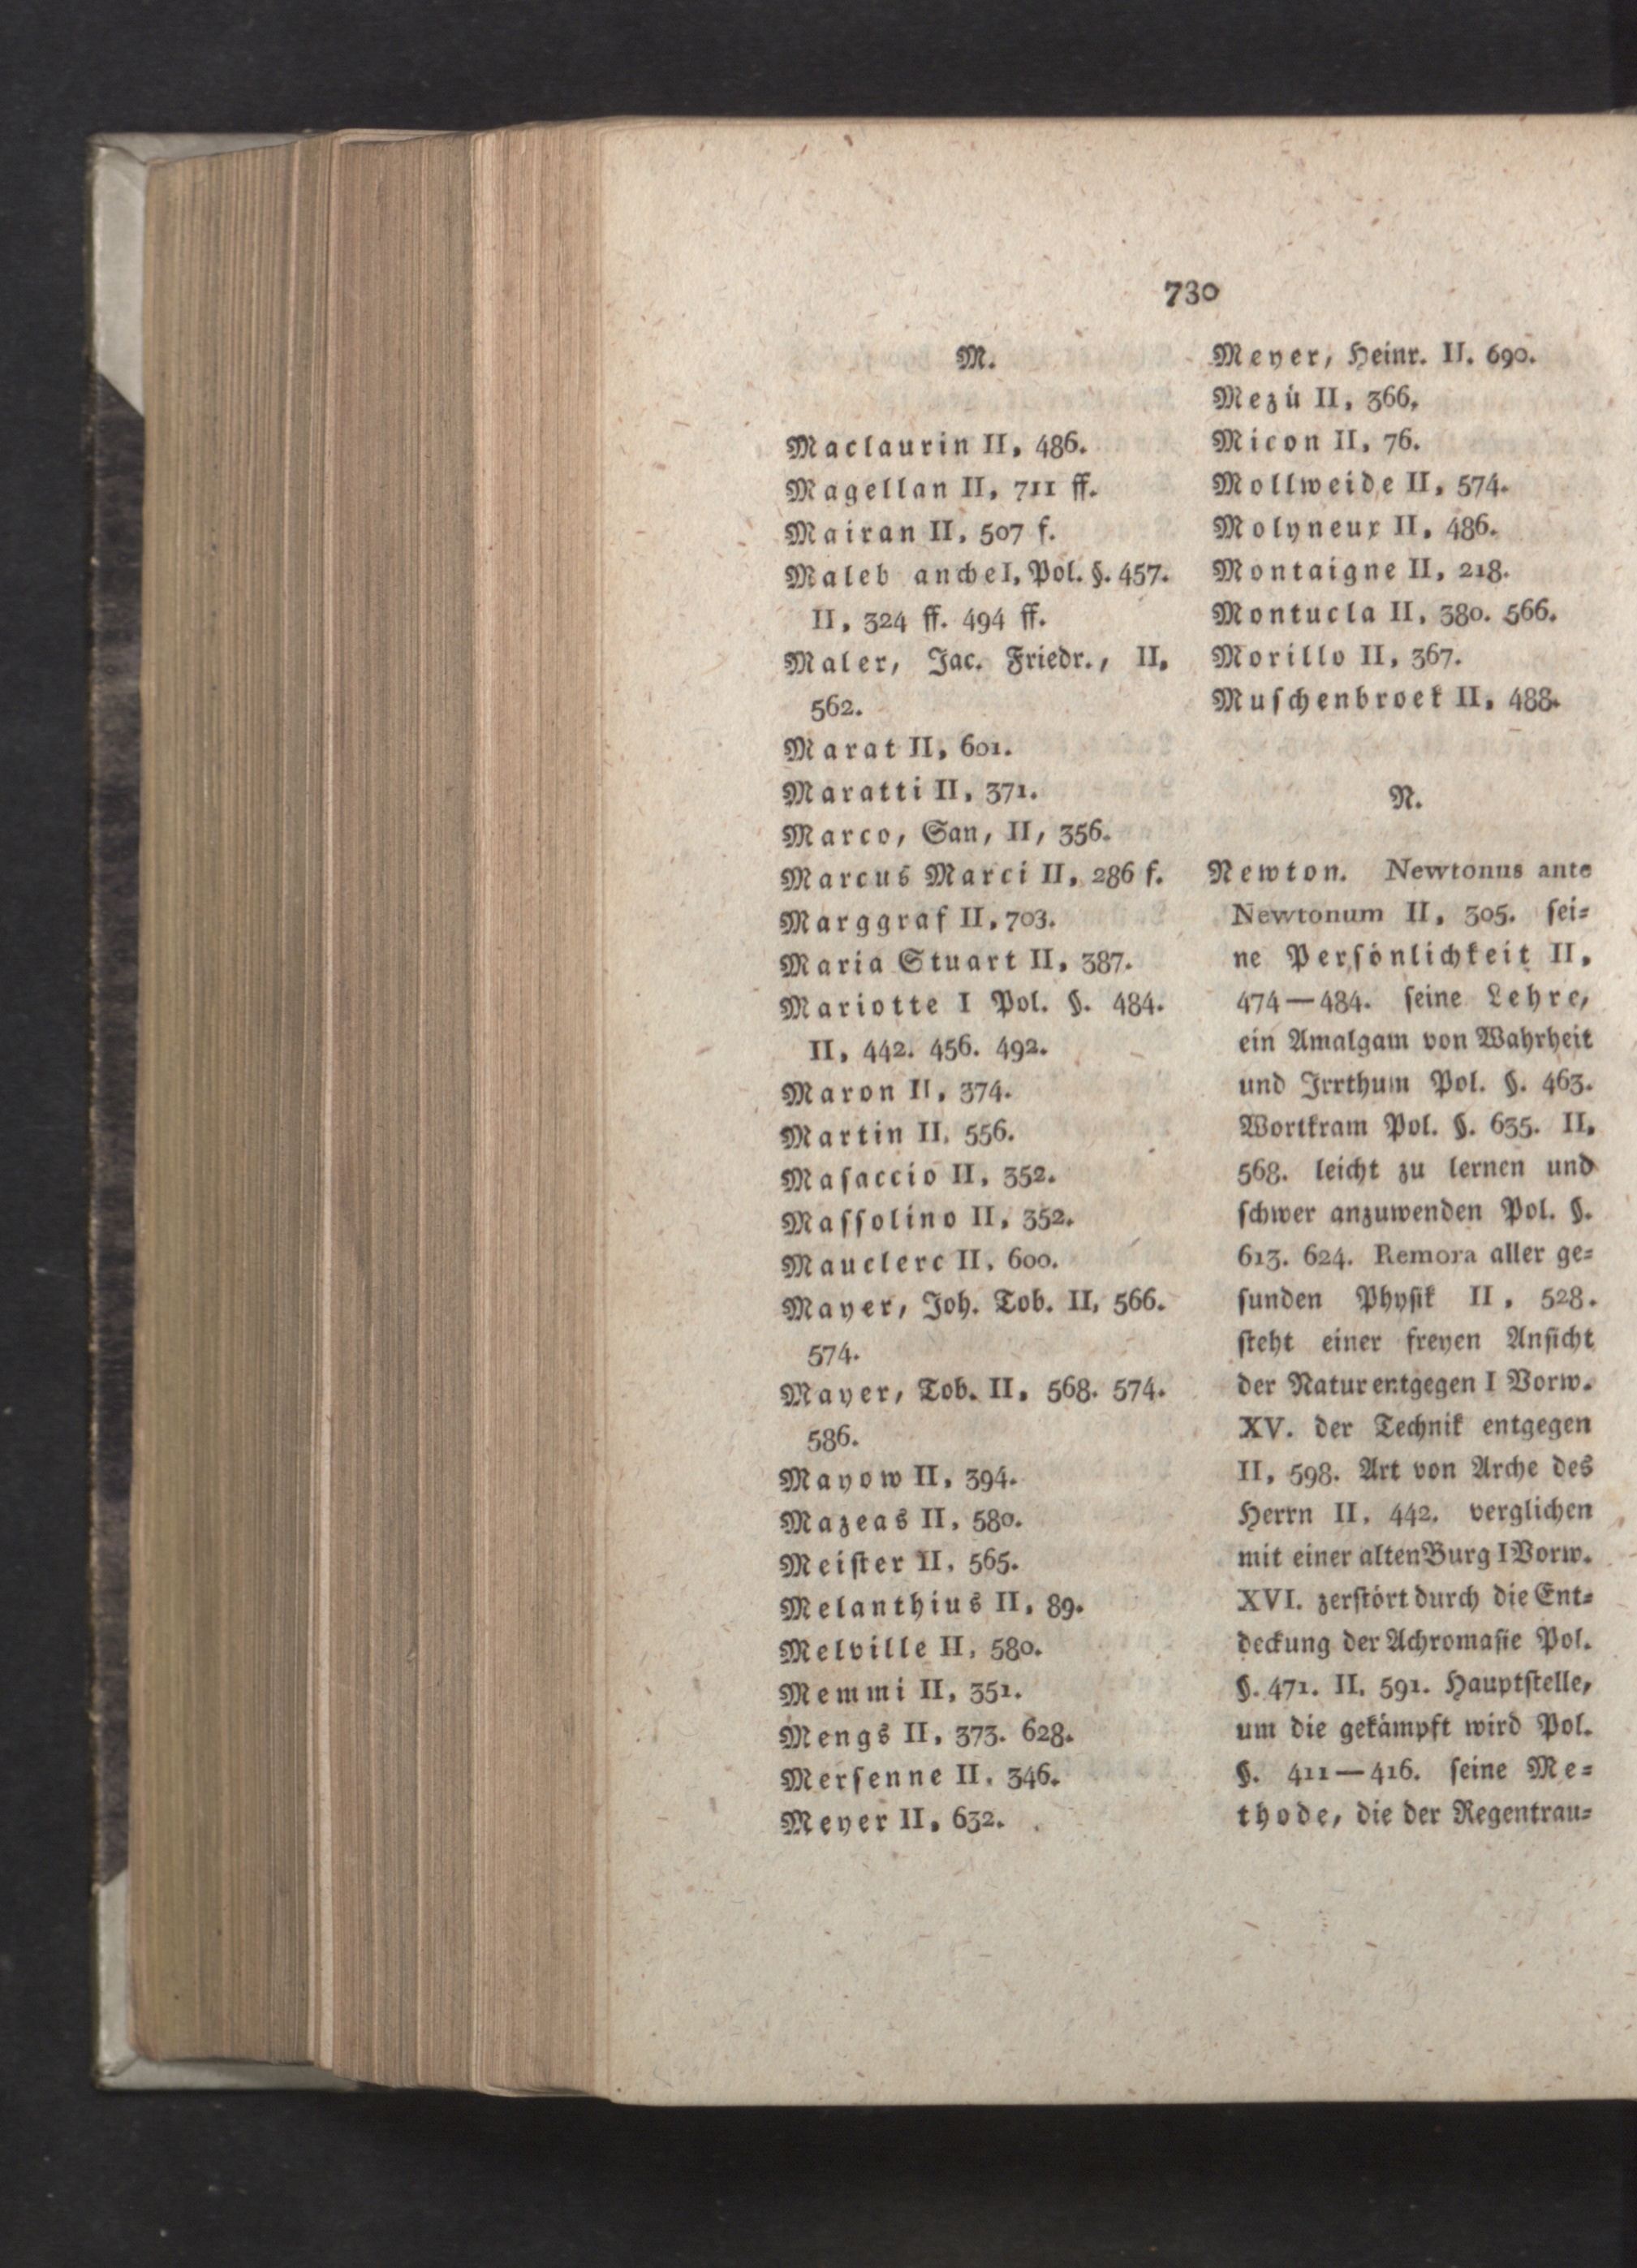 730
M.
Maclaurin II, 486.
Magellan II, 711 ff.
Mairan II, 507 f.
Maleb anchel, Pol. §. 457.
II, 324 ff. 494 ff.
Maler, Jac. Friedr., II,
562.
Marat II, 601.
Maratti II, 371.
Marco, San, II, 356.
Marcus Marci II, 286 f.
Marggraf II, 703.
Maria Stuart II, 387.
Mariotte I Pol. §. 484.
II, 442. 456. 492.
Maron II, 374.
Martin II, 556.
Masaccio II, 352.
Massolino II, 352.
Mauclerc II, 600.
Mayer, Joh. Tob. II, 566.
574.
Mayer, Tob. II, 568. 574.
586.
Mayow II, 394.
Mazeas II, 580.
Meister II, 565.
Melanthius II, 89.
Melville II, 580.
Memmi II, 351.
Mengs II, 373. 628.
Mersenne II, 346.
Meyer II, 632.
Meyer, Heinr. II. 690.
Mezü II, 366.
Micon II, 76.
Mollweide II, 574.
Molyneux II, 486.
Montaigne II, 218.
Montucla II, 380. 566.
Morillo II, 367.
Muschenbroek II, 488.
N.
Newton. Newtonus ante
Newtonum II, 305. sei=
ne Persönlichkeit II,
474—484. seine Lehre,
ein Amalgam von Wahrheit
und Irrthum Pol. §. 463.
Wortkram Pol. §. 635. II,
568. leicht zu lernen und
schwer anzuwenden Pol. §.
613. 624. Remora aller ge=
sunden Physik II, 528.
steht einer freyen Ansicht
der Natur entgegen I Vorw.
XV. der Technik entgegen
II, 598. Art von Arche des
Herrn II, 442. verglichen
mit einer alten Burg I Vorw.
XVI. zerstört durch die Ent=
deckung der Achromasie Pol.
§. 471. II. 591. Hauptstelle,
um die gekämpft wird Pol.
§. 411—416. seine Me=
thode, die der Regentrau=